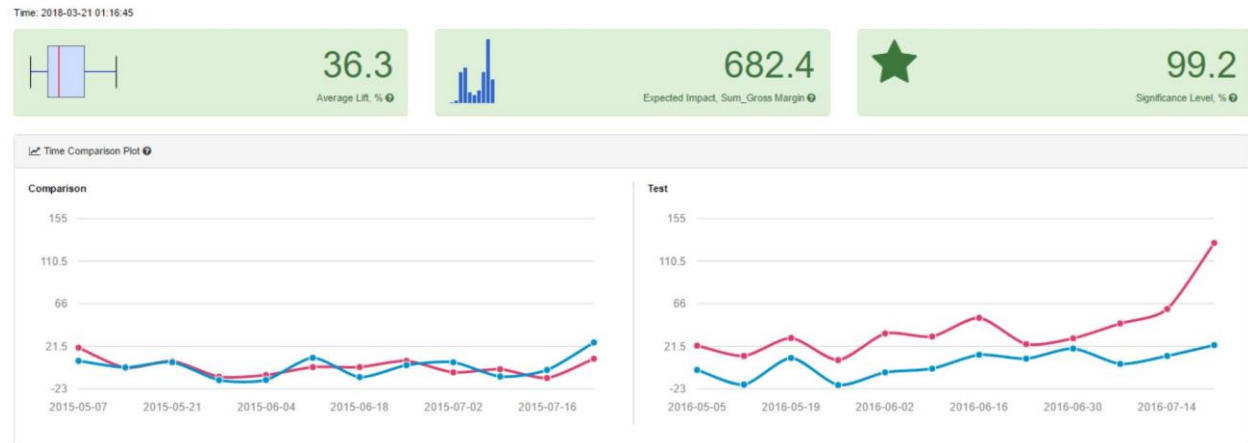 Time: 2018-03-21 01:16:45
36.3
Average Lift, %
682.4
Expected Impact, Sum_Gross Margin
99.2
Significance Level, %
Time Comparison Plot
Comparison
155
110.5
66
21.5
-23
2015-05-07 2015-05-21 2015-06-04 2015-06-18 2015-07-02 2015-07-16
Test
155
110.5
66
21.5
-23
2016-05-05 2016-05-19 2016-06-02 2016-06-16 2016-06-30 2016-07-14